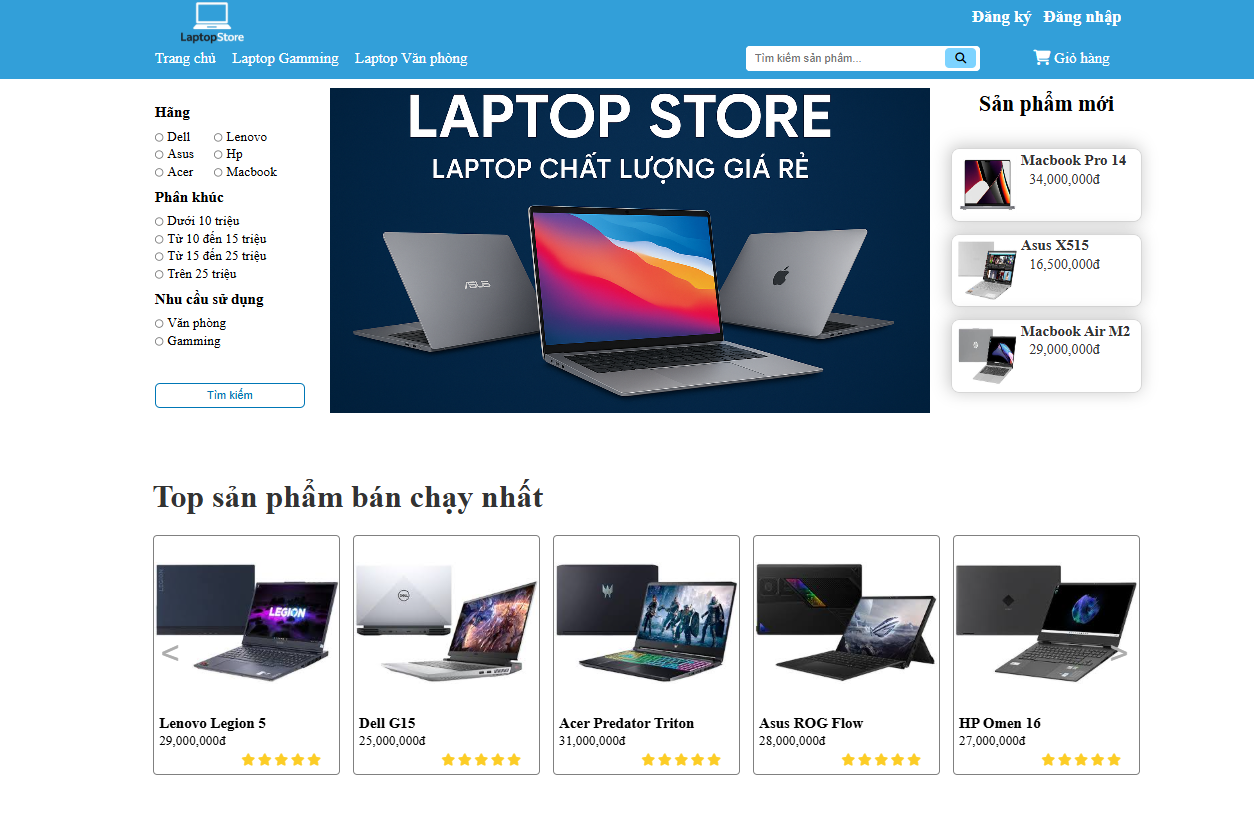 LaptopStore
Đăng ký Đăng nhập
Trang chủ Laptop Gamming Laptop Văn phòng
Tìm kiếm sản phẩm...
Giỏ hàng
Hãng
Dell Lenovo
Asus Hp
Acer Macbook
Phân khúc
Dưới 10 triệu
Từ 10 đến 15 triệu
Từ 15 đến 25 triệu
Trên 25 triệu
Nhu cầu sử dụng
Văn phòng
Gamming
Tìm kiếm
LAPTOP STORE
LAPTOP CHẤT LƯỢNG GIÁ RẺ
ASUS
Sản phẩm mới
Macbook Pro 14
34,000,000đ
Asus X515
16,500,000đ
Macbook Air M2
29,000,000đ
Top sản phẩm bán chạy nhất
<
LEGION
DELL
>
Lenovo Legion 5
29,000,000đ
Dell G15
25,000,000đ
Acer Predator Triton
31,000,000đ
Asus ROG Flow
28,000,000đ
HP Omen 16
27,000,000đ